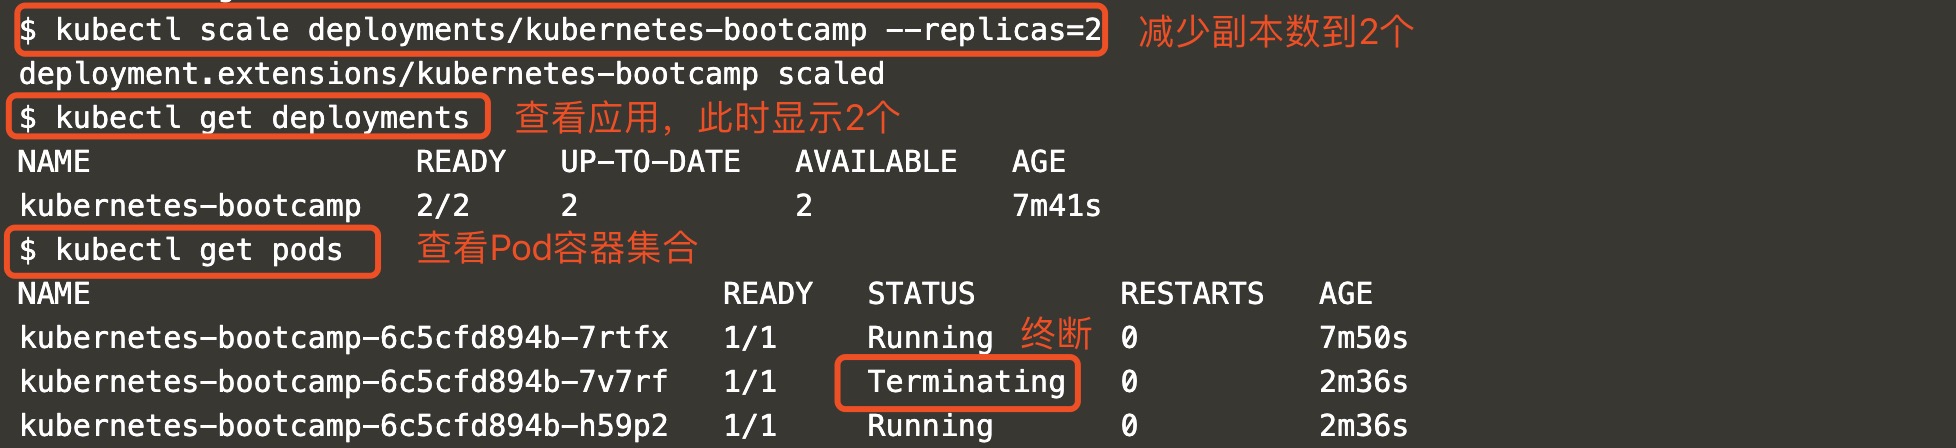 $ kubectl scale deployments/kubernetes-bootcamp --replicas=2 减少副本数到2个
deployment.extensions/kubernetes-bootcamp scaled
$ kubectl get deployments 查看应用，此时显示2个
NAME READY UP-TO-DATE AVAILABLE AGE
kubernetes-bootcamp 2/2 2 2 7m41s
$ kubectl get pods 查看Pod容器集合
NAME READY STATUS RESTARTS AGE
kubernetes-bootcamp-6c5cfd894b-7rtfx 1/1 Running 终断 0 7m50s
kubernetes-bootcamp-6c5cfd894b-7v7rf 1/1 Terminating 0 2m36s
kubernetes-bootcamp-6c5cfd894b-h59p2 1/1 Running 0 2m36s